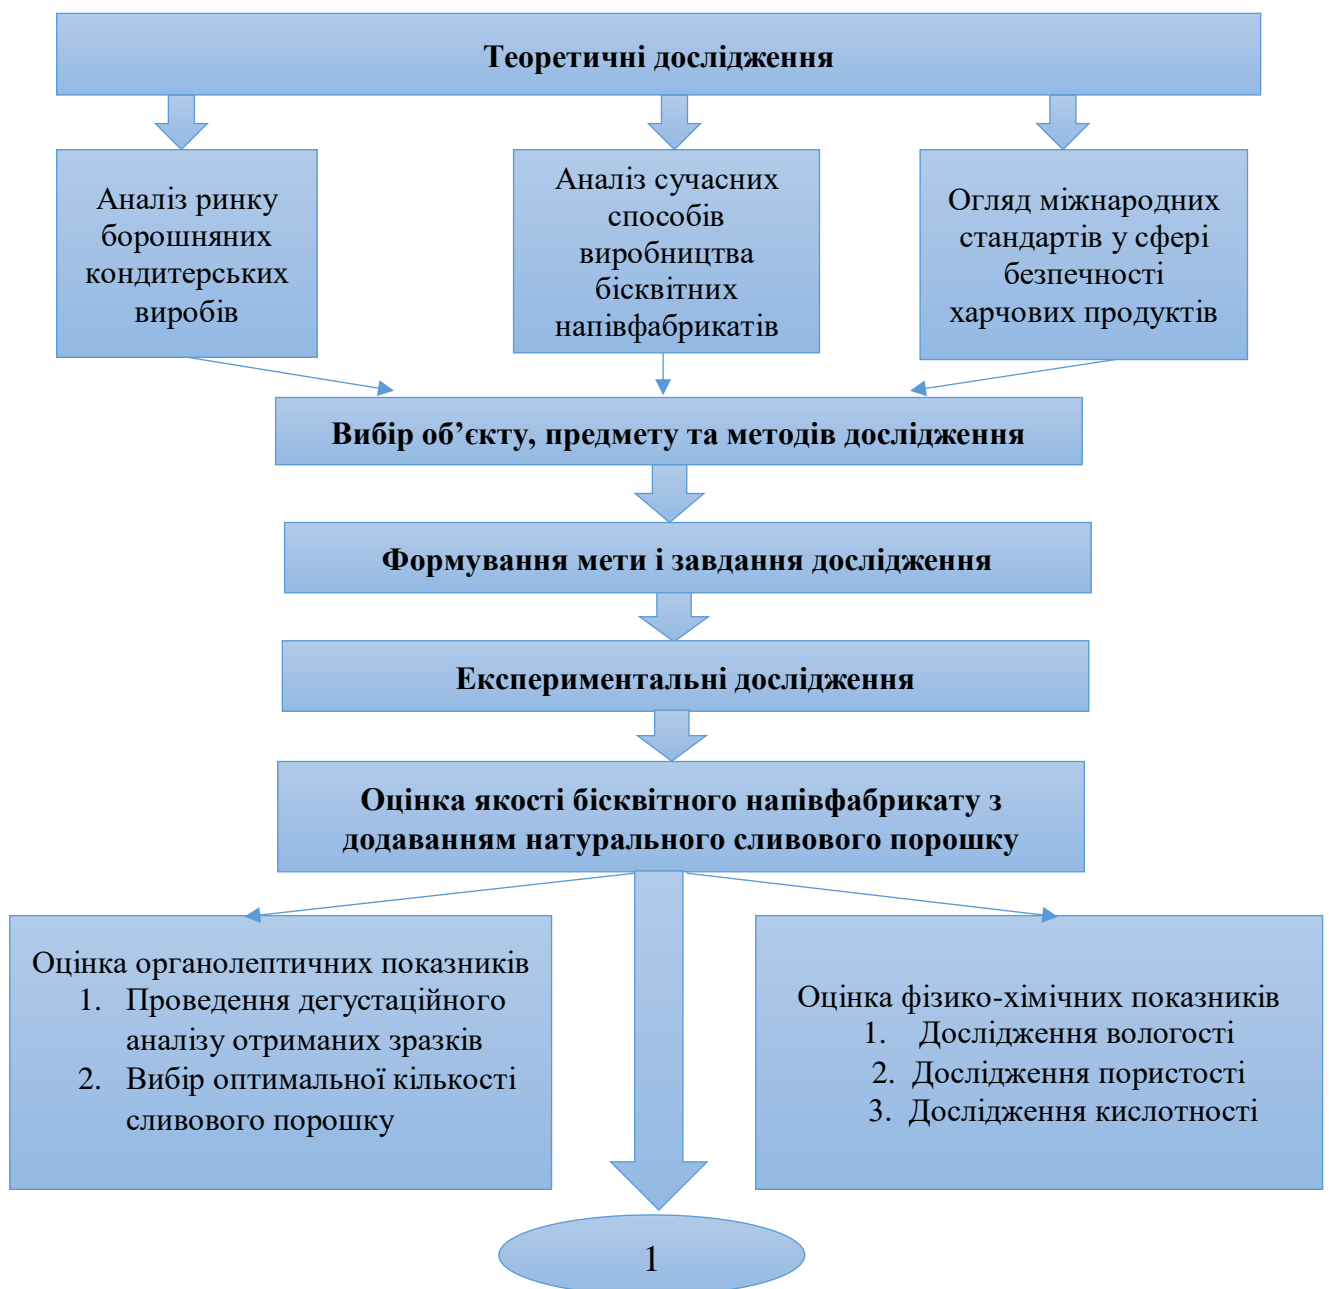 Теоретичні дослідження
Аналіз ринку
борошняних
кондитерських
виробів
Аналіз сучасних
способів
виробництва
бісквітних
напівфабрикатів
Огляд міжнародних
стандартів у сфері
безпечності
харчових продуктів
Вибір об’єкту, предмету та методів дослідження
Формування мети і завдання дослідження
Експериментальні дослідження
Оцінка якості бісквітного напівфабрикату з
додаванням натурального сливового порошку
Оцінка органолептичних показників
1. Проведення дегустаційного
аналізу отриманих зразків
2. Вибір оптимальної кількості
сливового порошку
Оцінка фізико-хімічних показників
1. Дослідження вологості
2. Дослідження пористості
3. Дослідження кислотності
1